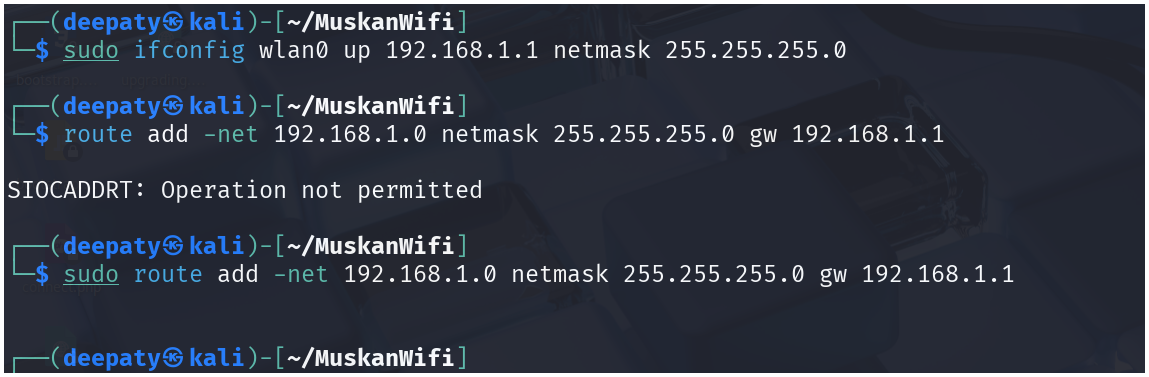 ┌──(deepaty㉿kali)-[~/MuskanWifi]
└─$ sudo ifconfig wlan0 up 192.168.1.1 netmask 255.255.255.0
┌──(deepaty㉿kali)-[~/MuskanWifi]
└─$ route add -net 192.168.1.0 netmask 255.255.255.0 gw 192.168.1.1
SIOCADDRT: Operation not permitted
┌──(deepaty㉿kali)-[~/MuskanWifi]
└─$ sudo route add -net 192.168.1.0 netmask 255.255.255.0 gw 192.168.1.1
┌──(deepaty㉿kali)-[~/MuskanWifi]